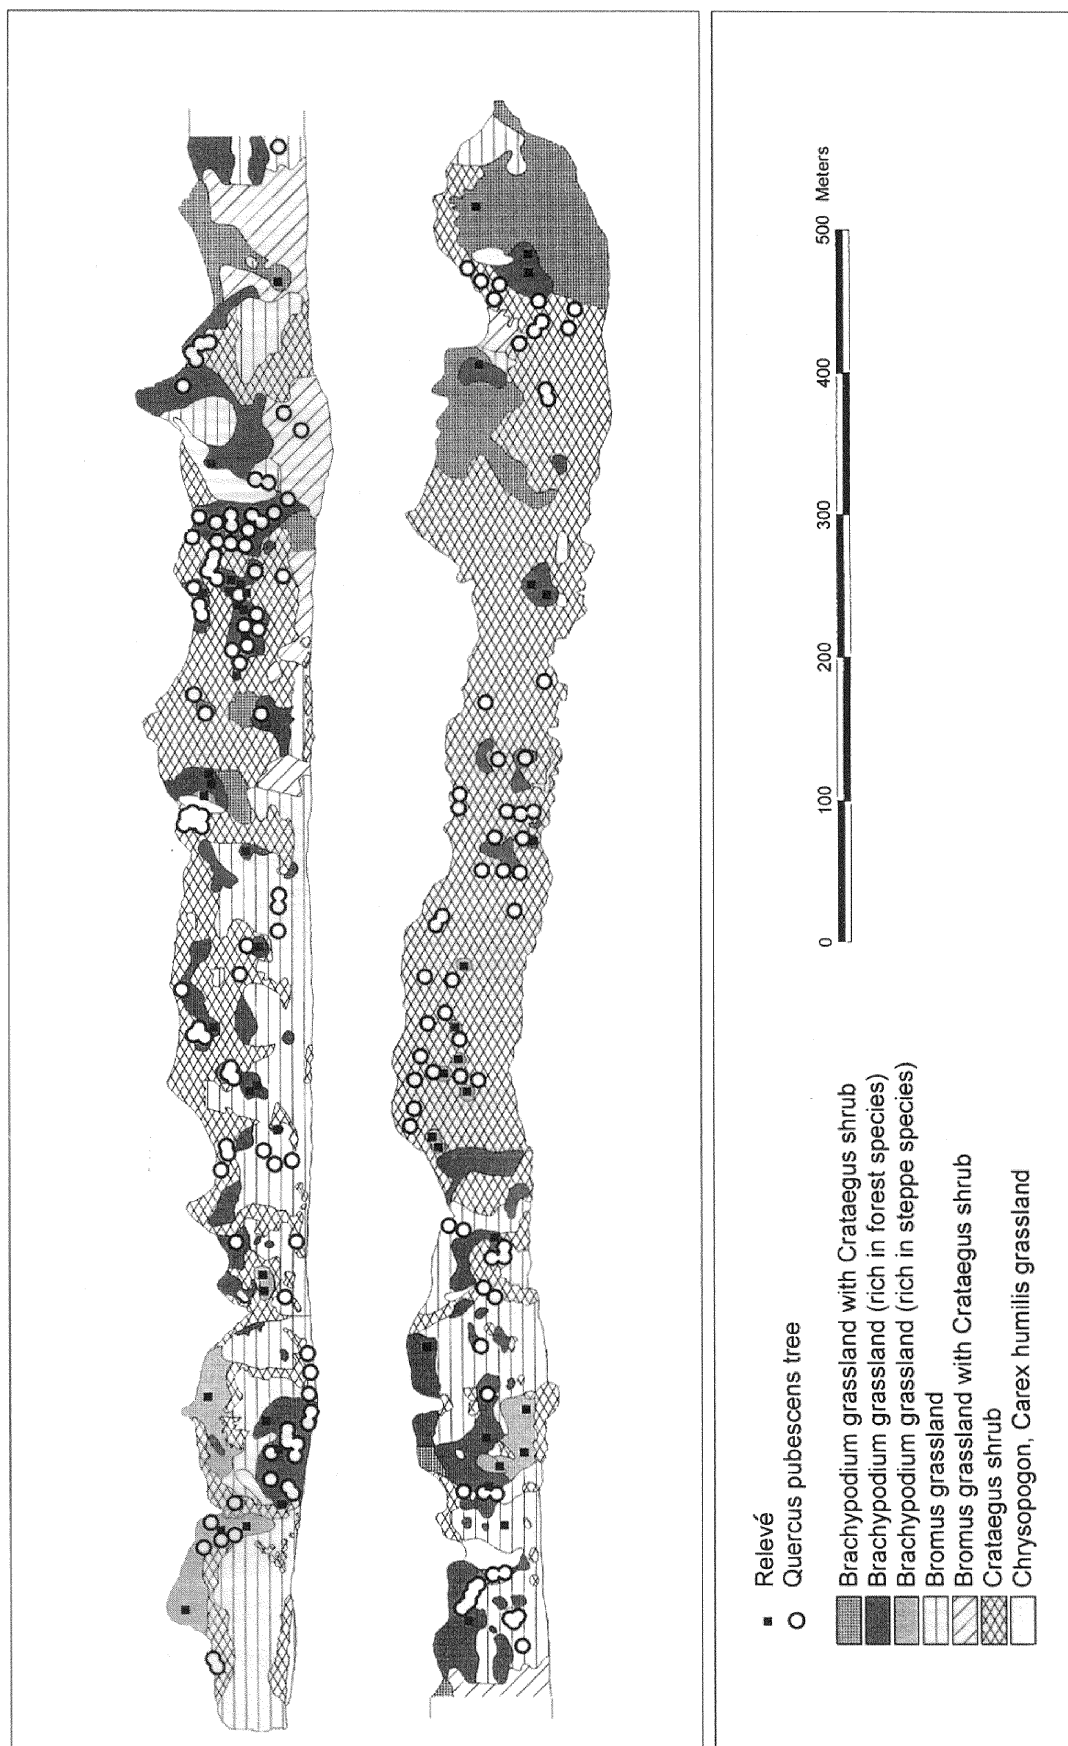 Relevé
Quercus pubescens tree
Brachypodium grassland with Crataegus shrub
Brachypodium grassland (rich in forest species)
Brachypodium grassland (rich in steppe species)
Bromus grassland
Bromus grassland with Crataegus shrub
Crataegus shrub
Chrysopogon, Carex humilis grassland
0 100 200 300 400 500 Meters